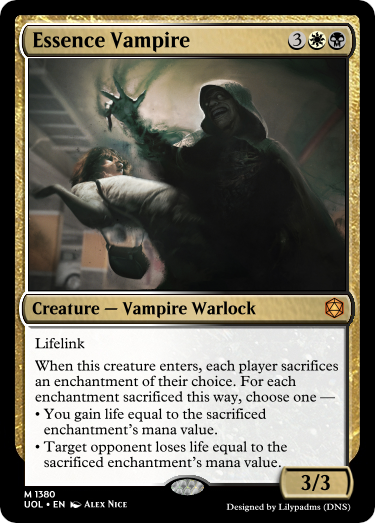 Essence Vampire
3
Creature — Vampire Warlock
Lifelink
When this creature enters, each player sacrifices
an enchantment of their choice. For each
enchantment sacrificed this way, choose one —
• You gain life equal to the sacrificed
enchantment's mana value.
• Target opponent loses life equal to the
sacrificed enchantment's mana value.
3/3
M 1380
UOL • EN Alex Nice
Designed by Lilypadms (DNS)